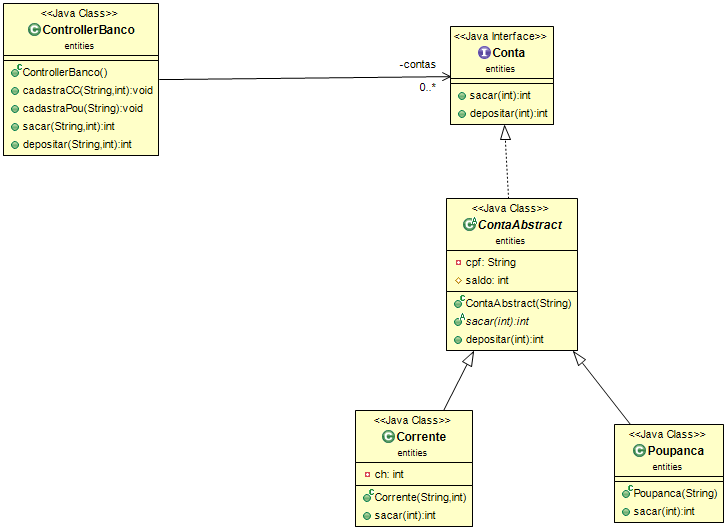 <<Java Class>>
ControllerBanco
entities
ControllerBanco()
cadastraCC(String,int):void
cadastraPou(String):void
sacar(String,int):int
depositar(String,int):int
-contas
0..*
<<Java Interface>>
I
Conta
entities
sacar(int):int
depositar(int):int
<<Java Class>>
ContaAbstract
entities
cpf: String
saldo: int
ContaAbstract(String)
sacar(int):int
depositar(int):int
<<Java Class>>
Corrente
entities
ch: int
Corrente(String,int)
sacar(int):int
<<Java Class>>
Poupanca
entities
Poupanca(String)
sacar(int):int